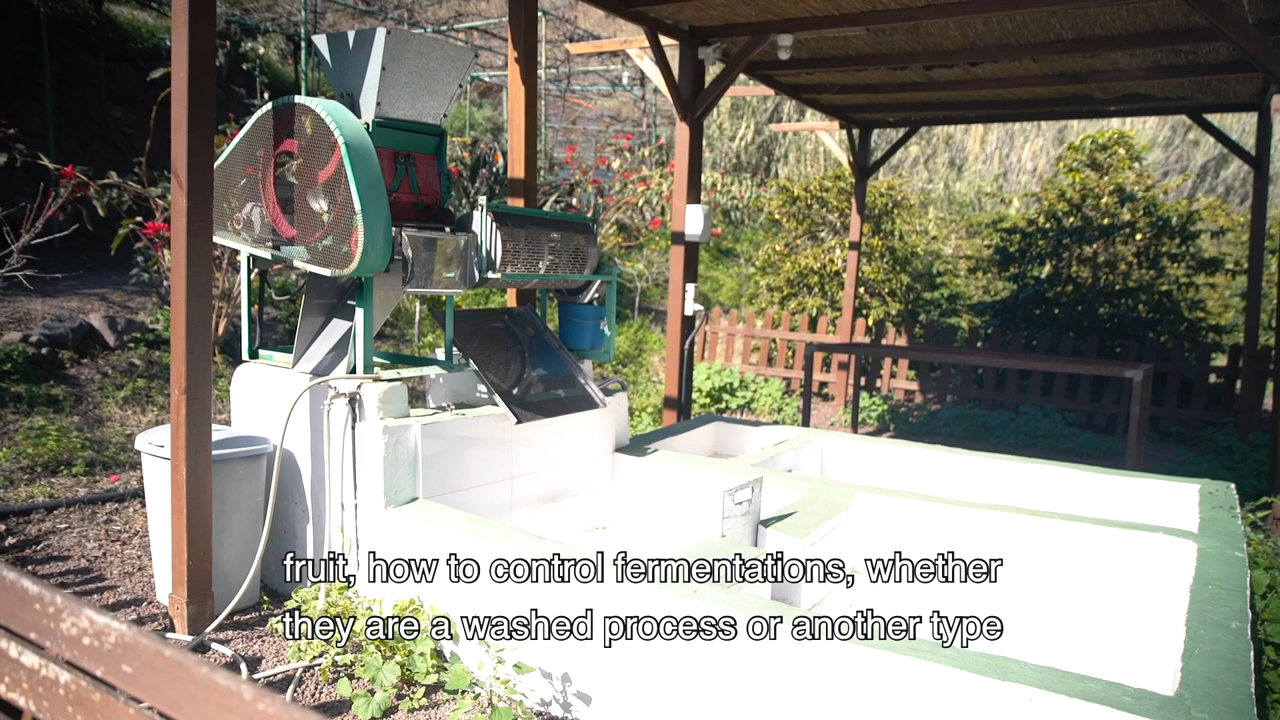 fruit, how to control fermentations, whether
they are a washed process or another type